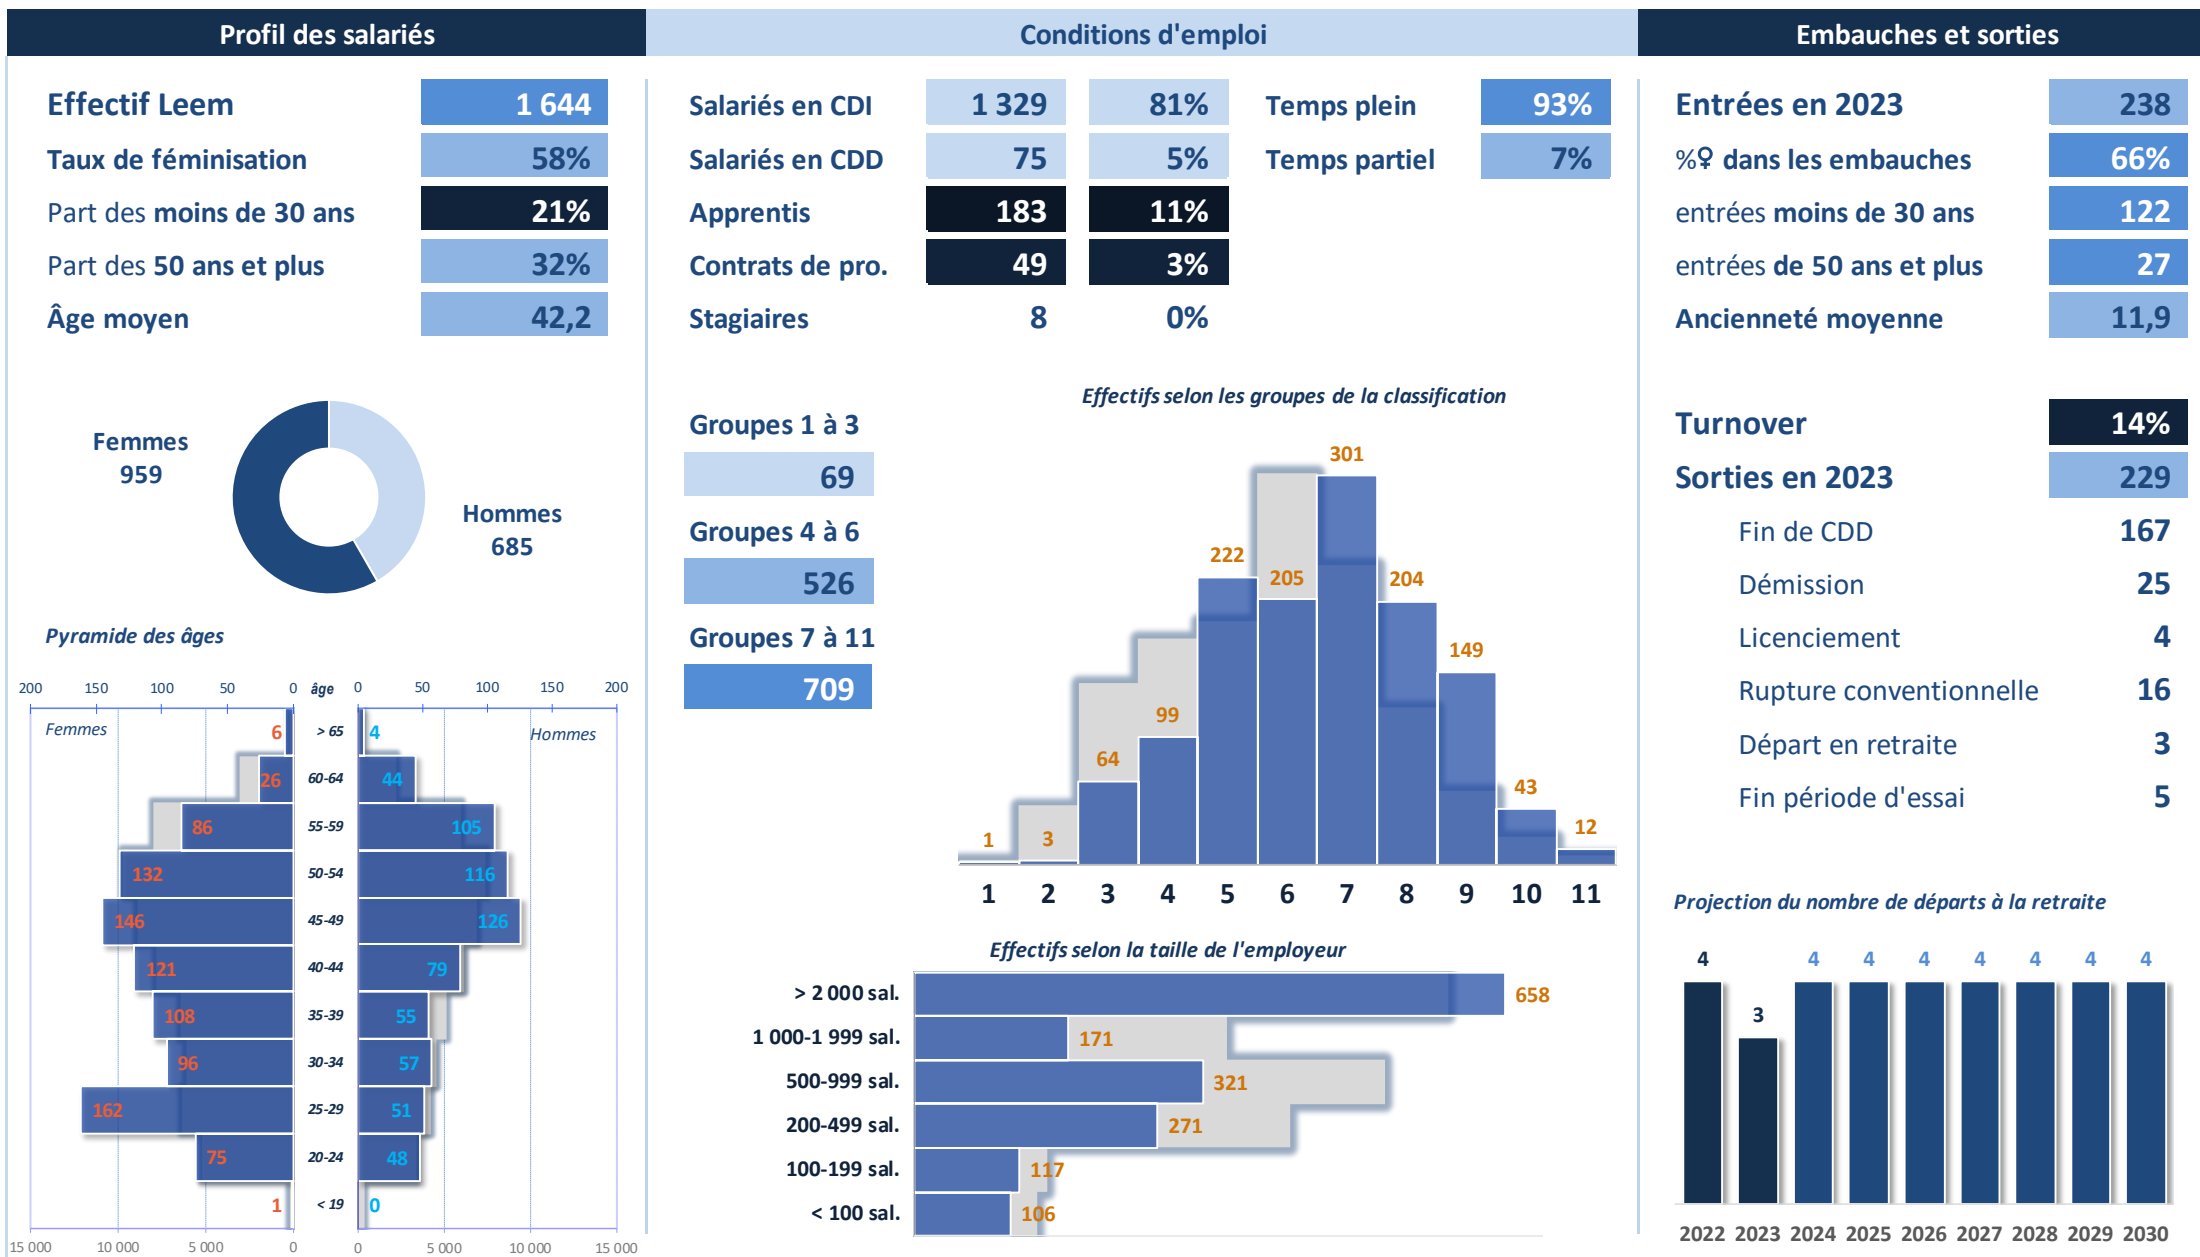 Profil des salariés
Effectif Leem 1 644
Taux de féminisation 58%
Part des moins de 30 ans 21%
Part des 50 ans et plus 32%
Âge moyen 42,2
Femmes
959
Hommes
685
Pyramide des âges
200 150 100 50 0 âge 0 50 100 150 200
Femmes Hommes
6 > 65 4
26 60-64 44
86 55-59 105
132 50-54 116
146 45-49 126
121 40-44 79
108 35-39 55
96 30-34 57
162 25-29 51
75 20-24 48
1 < 19 0
15 000 10 000 5 000 0 0 5 000 10 000 15 000
Conditions d'emploi
Salariés en CDI 1 329 81% Temps plein 93%
Salariés en CDD 75 5% Temps partiel 7%
Apprentis 183 11%
Contrats de pro. 49 3%
Stagiaires 8 0%
Groupes 1 à 3
69
Groupes 4 à 6
526
Groupes 7 à 11
709
Effectifs selon les groupes de la classification
1 3 64 99 222 205 301 204 149 43 12
1 2 3 4 5 6 7 8 9 10 11
Effectifs selon la taille de l'employeur
> 2 000 sal. 658
1 000-1 999 sal. 171
500-999 sal. 321
200-499 sal. 271
100-199 sal. 117
< 100 sal. 106
Embauches et sorties
Entrées en 2023 238
%♀ dans les embauches 66%
entrées moins de 30 ans 122
entrées de 50 ans et plus 27
Ancienneté moyenne 11,9
Turnover 14%
Sorties en 2023 229
Fin de CDD 167
Démission 25
Licenciement 4
Rupture conventionnelle 16
Départ en retraite 3
Fin période d'essai 5
Projection du nombre de départs à la retraite
4 3 4 4 4 4 4 4 4
2022 2023 2024 2025 2026 2027 2028 2029 2030